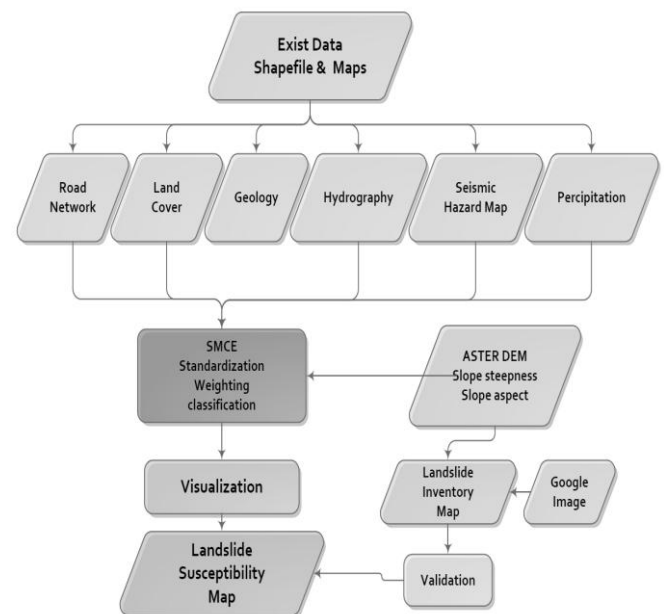 Exist Data
Shapefile & Maps
Road
Network
Land
Cover
Geology
Hydrography
Seismic
Hazard Map
Percipitation
SMCE
Standardization
Weighting
classification
ASTER DEM
Slope steepness
Slope aspect
Visualization
Landslide
Inventory
Map
Google
Image
Landslide
Susceptibility
Map
Validation